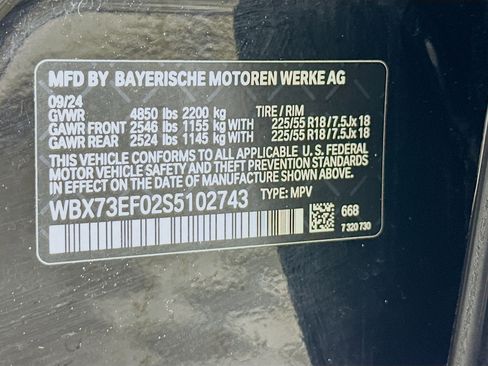 MFD BY BAYERISCHE MOTOREN WERKE AG
09/24
GVWR 4850 lbs 2200 kg TIRE / RIM
GAWR FRONT 2546 lbs 1155 kg WITH 225/55 R18/7.5Jx18
GAWR REAR 2524 lbs 1145 kg WITH 225/55 R18/7.5Jx18
THIS VEHICLE CONFORMS TO ALL APPLICABLE U. S. FEDERAL
MOTOR VEHICLE SAFETY AND THEFT PREVENTION STANDARDS
IN EFFECT ON THE DATE OF MANUFACTURE SHOWN ABOVE.
WBX73EF02S5102743 TYPE: MPV
668
7 320 730